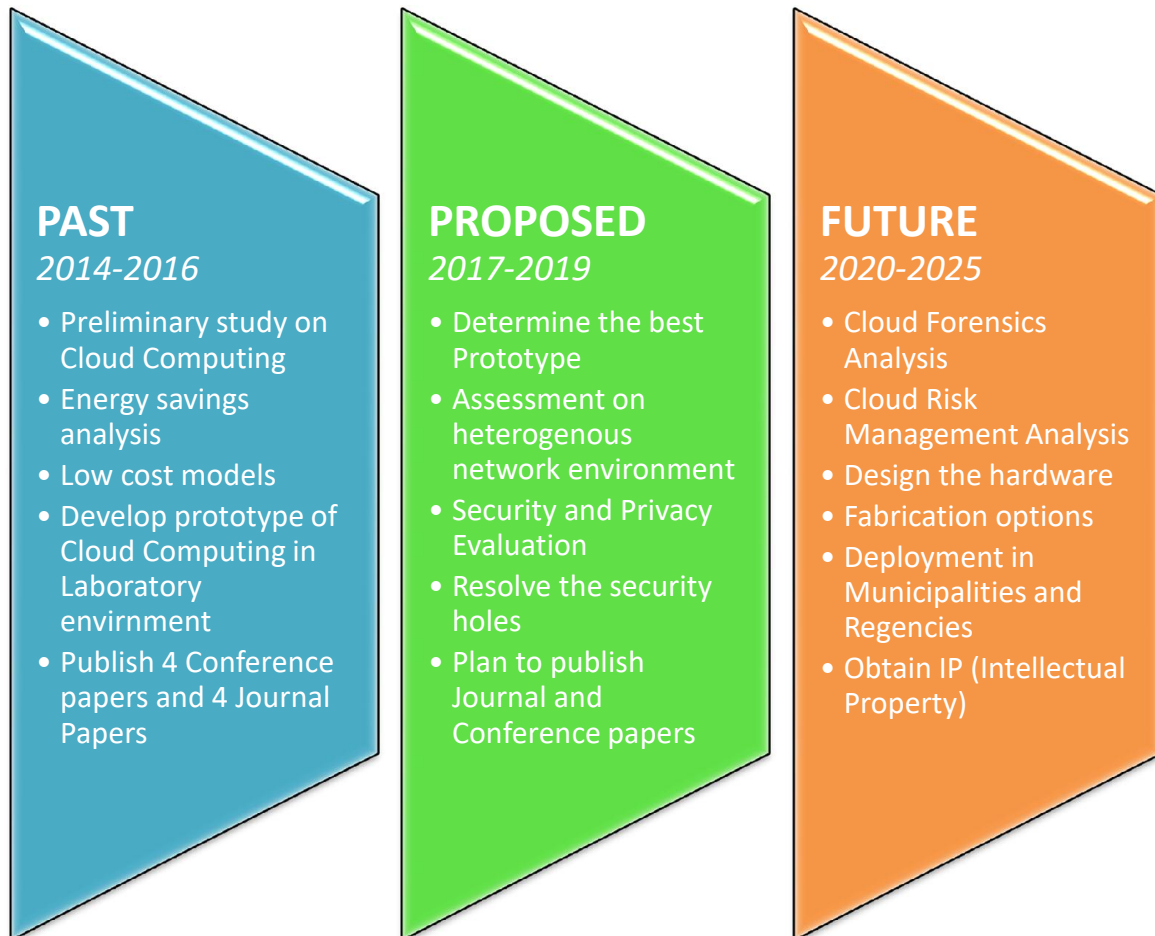 PAST
2014-2016
• Preliminary study on
Cloud Computing
• Energy savings
analysis
• Low cost models
• Develop prototype of
Cloud Computing in
Laboratory
envirnment
• Publish 4 Conference
papers and 4 Journal
Papers
PROPOSED
2017-2019
• Determine the best
Prototype
• Assessment on
heterogenous
network environment
• Security and Privacy
Evaluation
• Resolve the security
holes
• Plan to publish
Journal and
Conference papers
FUTURE
2020-2025
• Cloud Forensics
Analysis
• Cloud Risk
Management Analysis
• Design the hardware
• Fabrication options
• Deployment in
Municipalities and
Regencies
• Obtain IP (Intellectual
Property)